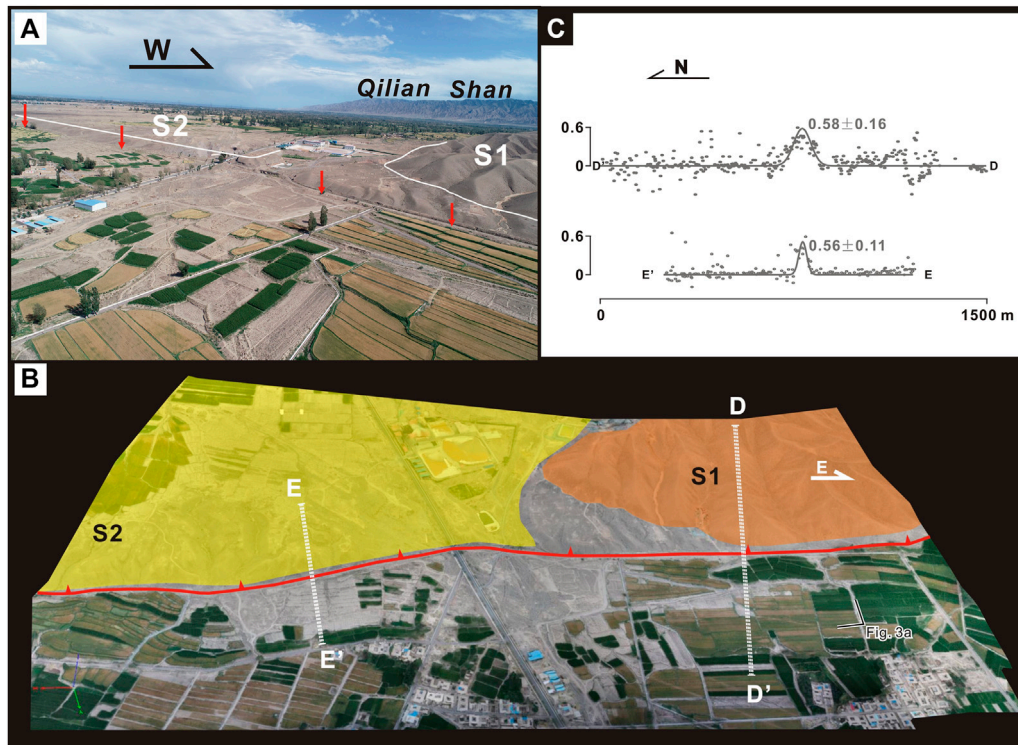 A
W
Qilian Shan
S2
S1
C
N
0.58±0.16
0.6
0
D'
D
0.56±0.11
0.6
0
E'
E
0
1500 m
B
D
E
S1
E
S2
E'
Fig. 3a
D'